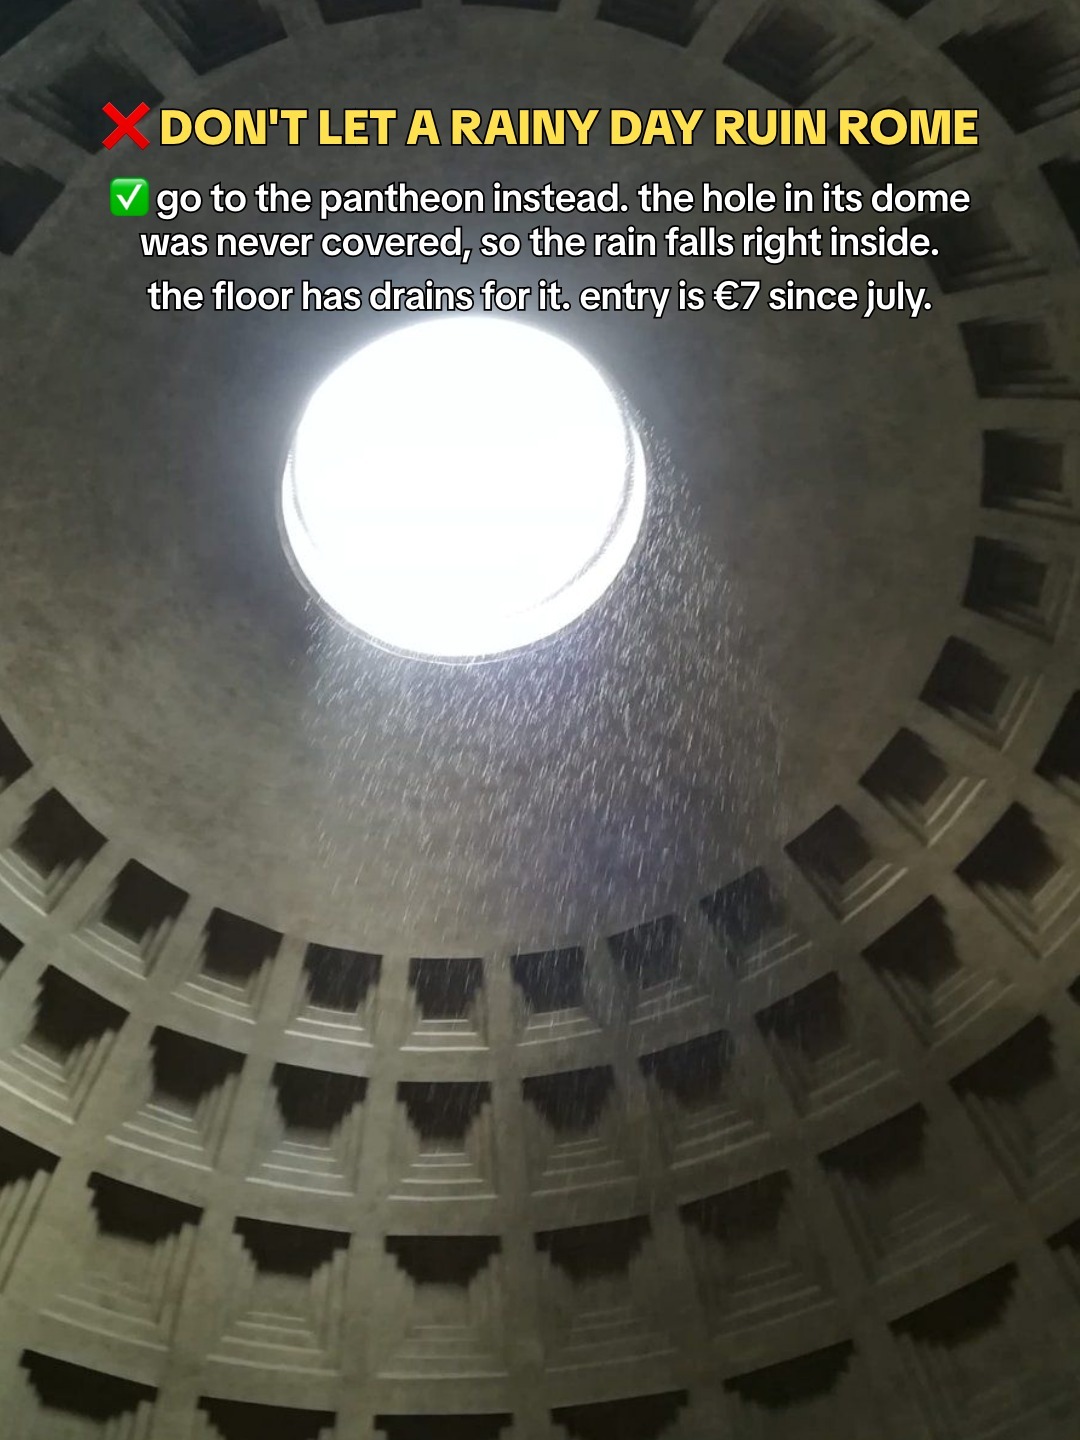 ❌ DON'T LET A RAINY DAY RUIN ROME
✅ go to the pantheon instead. the hole in its dome
was never covered, so the rain falls right inside.
the floor has drains for it. entry is €7 since july.